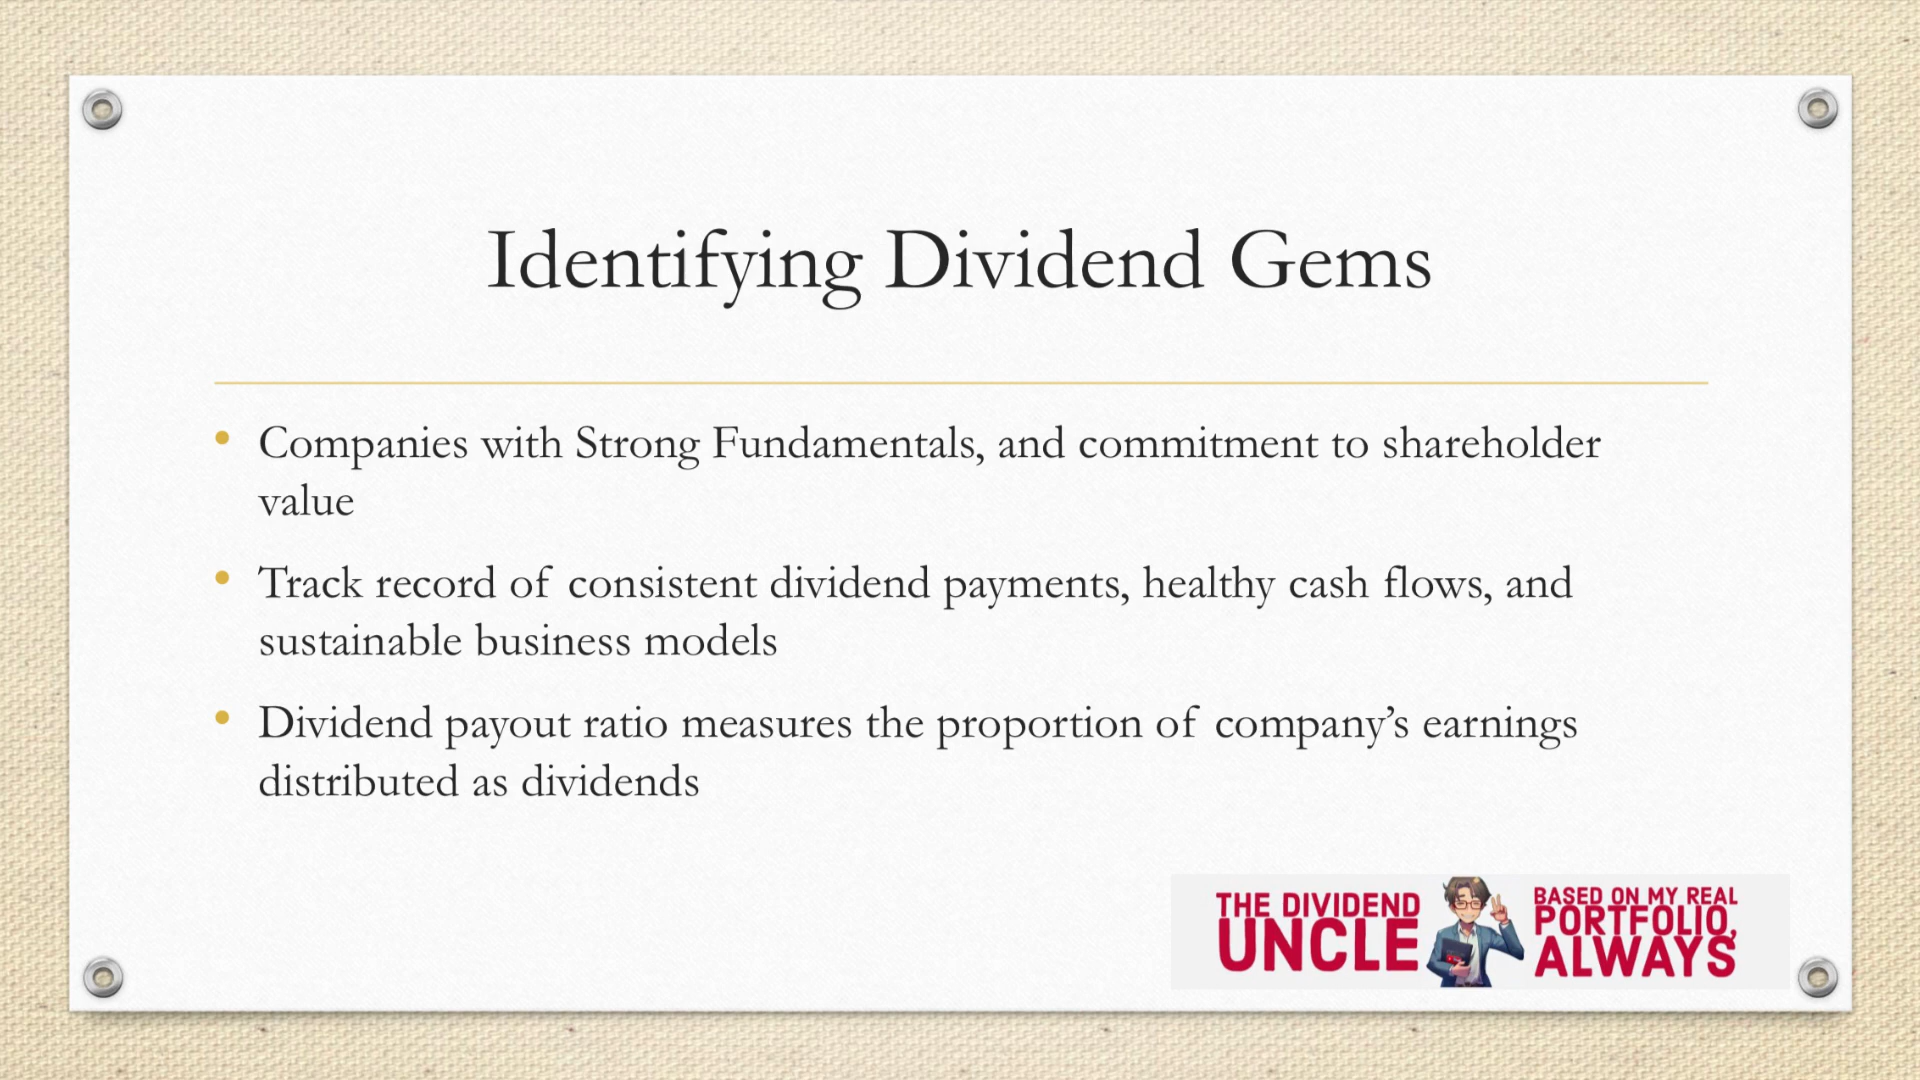 Identifying Dividend Gems
• Companies with Strong Fundamentals, and commitment to shareholder
value
• Track record of consistent dividend payments, healthy cash flows, and
sustainable business models
• Dividend payout ratio measures the proportion of company’s earnings
distributed as dividends
THE DIVIDEND
UNCLE
BASED ON MY REAL
PORTFOLIO,
ALWAYS